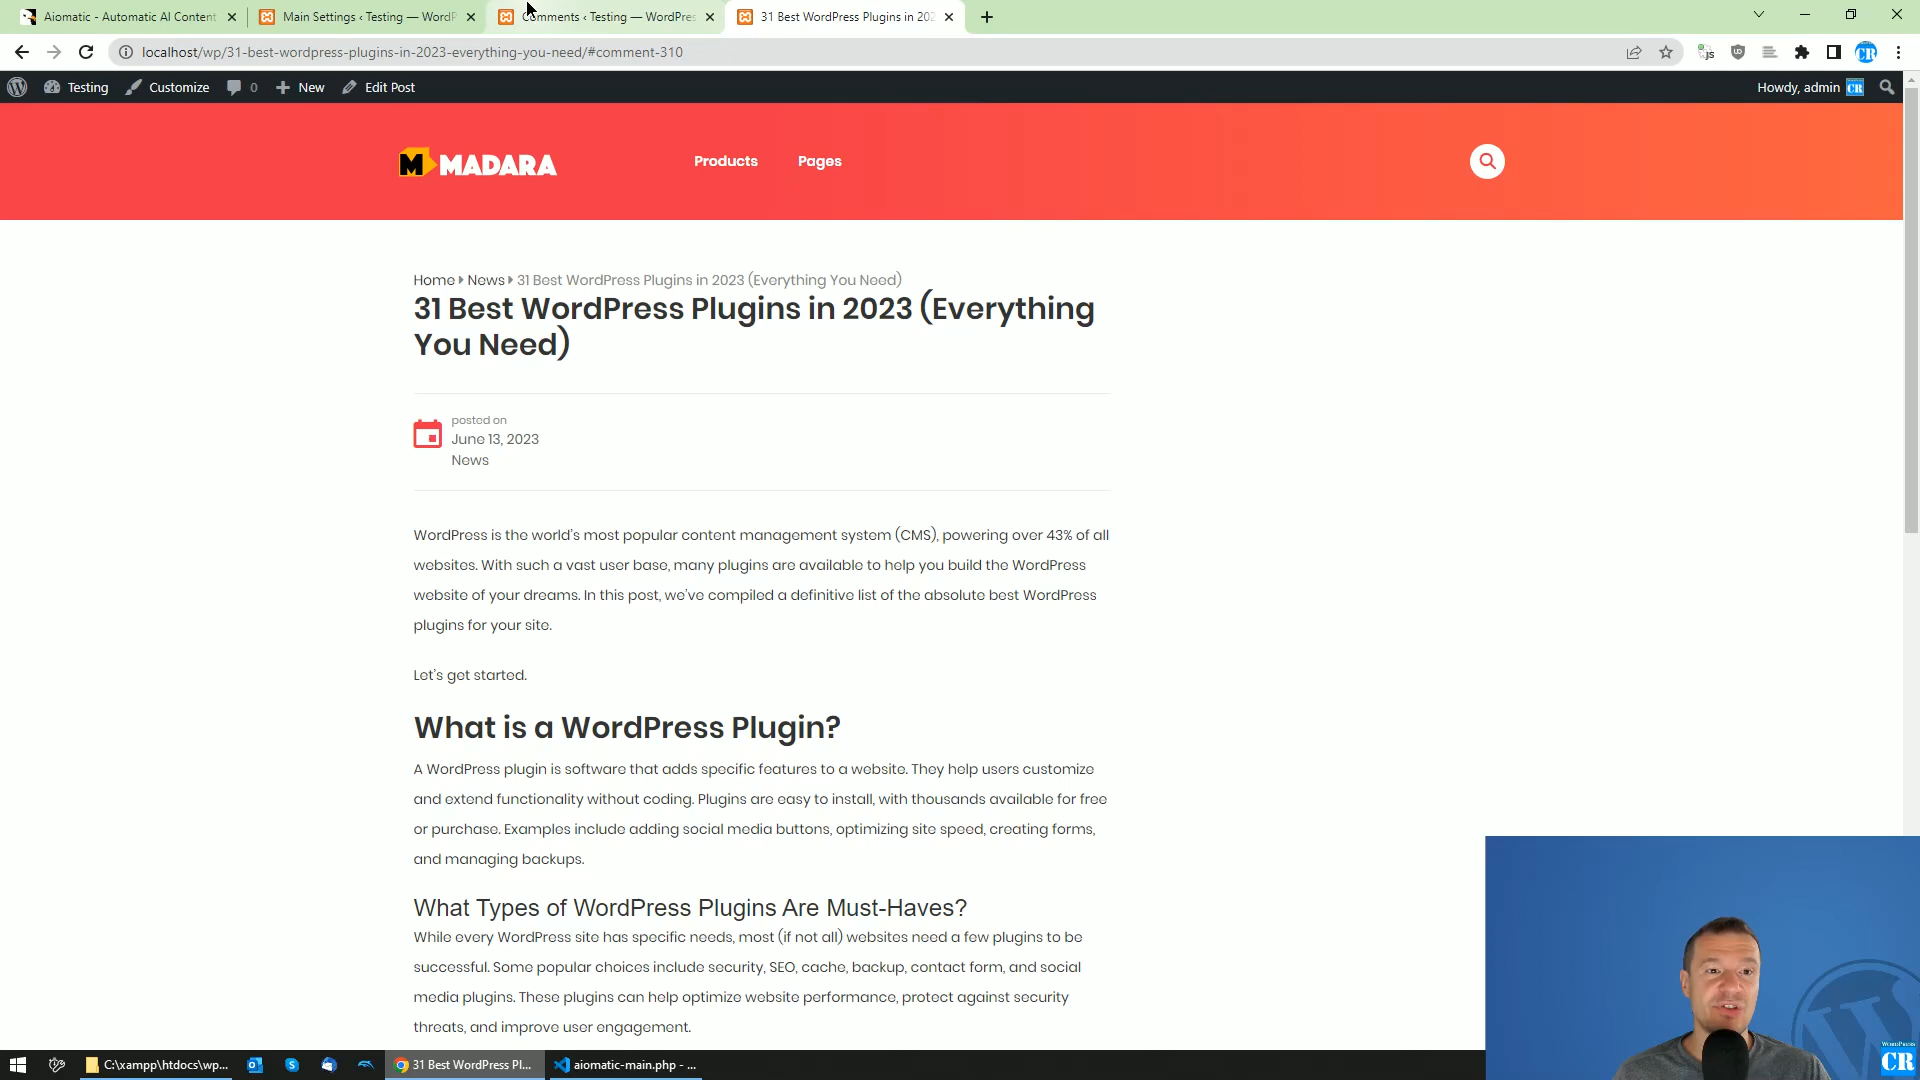 Aiomatic - Automatic AI Content
Main Settings ‹ Testing — WordP
Comments ‹ Testing — WordPres
31 Best WordPress Plugins in 202
localhost/wp/31-best-wordpress-plugins-in-2023-everything-you-need/#comment-310
Testing
Customize
0
New
Edit Post
Howdy, admin
CR
M MADARA
Products
Pages
Home
News
31 Best WordPress Plugins in 2023 (Everything You Need)
31 Best WordPress Plugins in 2023 (Everything
You Need)
posted on
June 13, 2023
News
WordPress is the world's most popular content management system (CMS), powering over 43% of all
websites. With such a vast user base, many plugins are available to help you build the WordPress
website of your dreams. In this post, we've compiled a definitive list of the absolute best WordPress
plugins for your site.
Let's get started.
What is a WordPress Plugin?
A WordPress plugin is software that adds specific features to a website. They help users customize
and extend functionality without coding. Plugins are easy to install, with thousands available for free
or purchase. Examples include adding social media buttons, optimizing site speed, creating forms,
and managing backups.
What Types of WordPress Plugins Are Must-Haves?
While every WordPress site has specific needs, most (if not all) websites need a few plugins to be
successful. Some popular choices include security, SEO, cache, backup, contact form, and social
media plugins. These plugins can help optimize website performance, protect against security
threats, and improve user engagement.
C:\xampp\htdocs\wp...
31 Best WordPress Pl...
aiomatic-main.php - ...
WordPress
CR